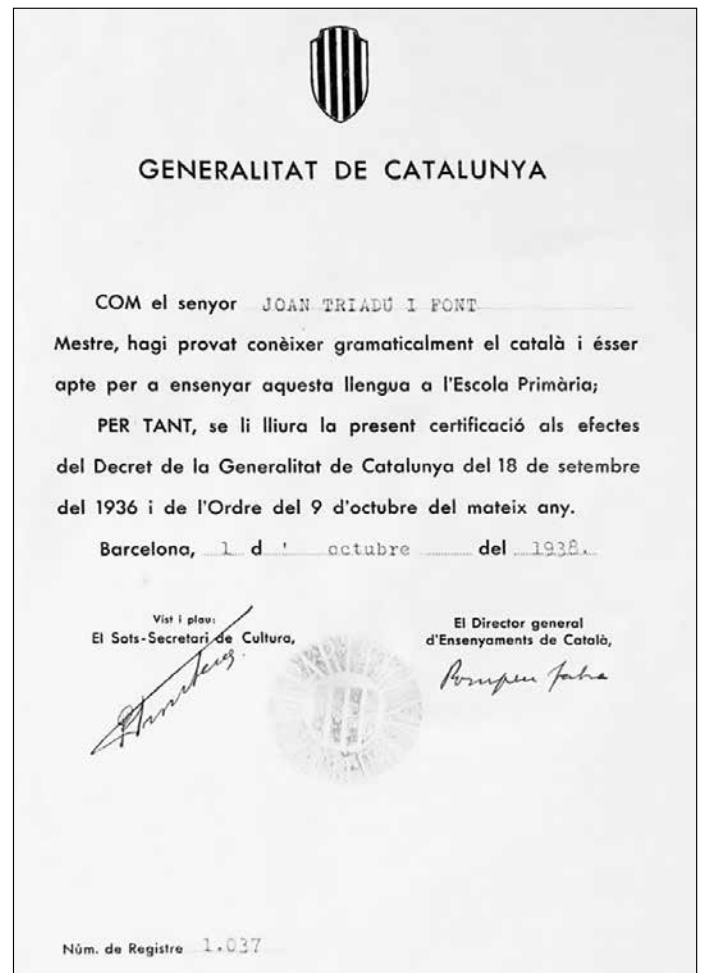 GENERALITAT DE CATALUNYA
COM el senyor JOAN TRIADÚ I FONT
Mestre, hagi provat conèixer gramaticalment el català i ésser
apte per a ensenyar aquesta llengua a l'Escola Primària;
PER TANT, se li lliura la present certificació als efectes
del Decret de la Generalitat de Catalunya del 18 de setembre
del 1936 i de l'Ordre del 9 d'octubre del mateix any.
Barcelona, 1 d ' octubre del 1938.
Vist i plau:
El Sots-Secretari de Cultura,
El Director general
d'Ensenyaments de Català,
Pompeu Fabra
Núm. de Registre 1.037